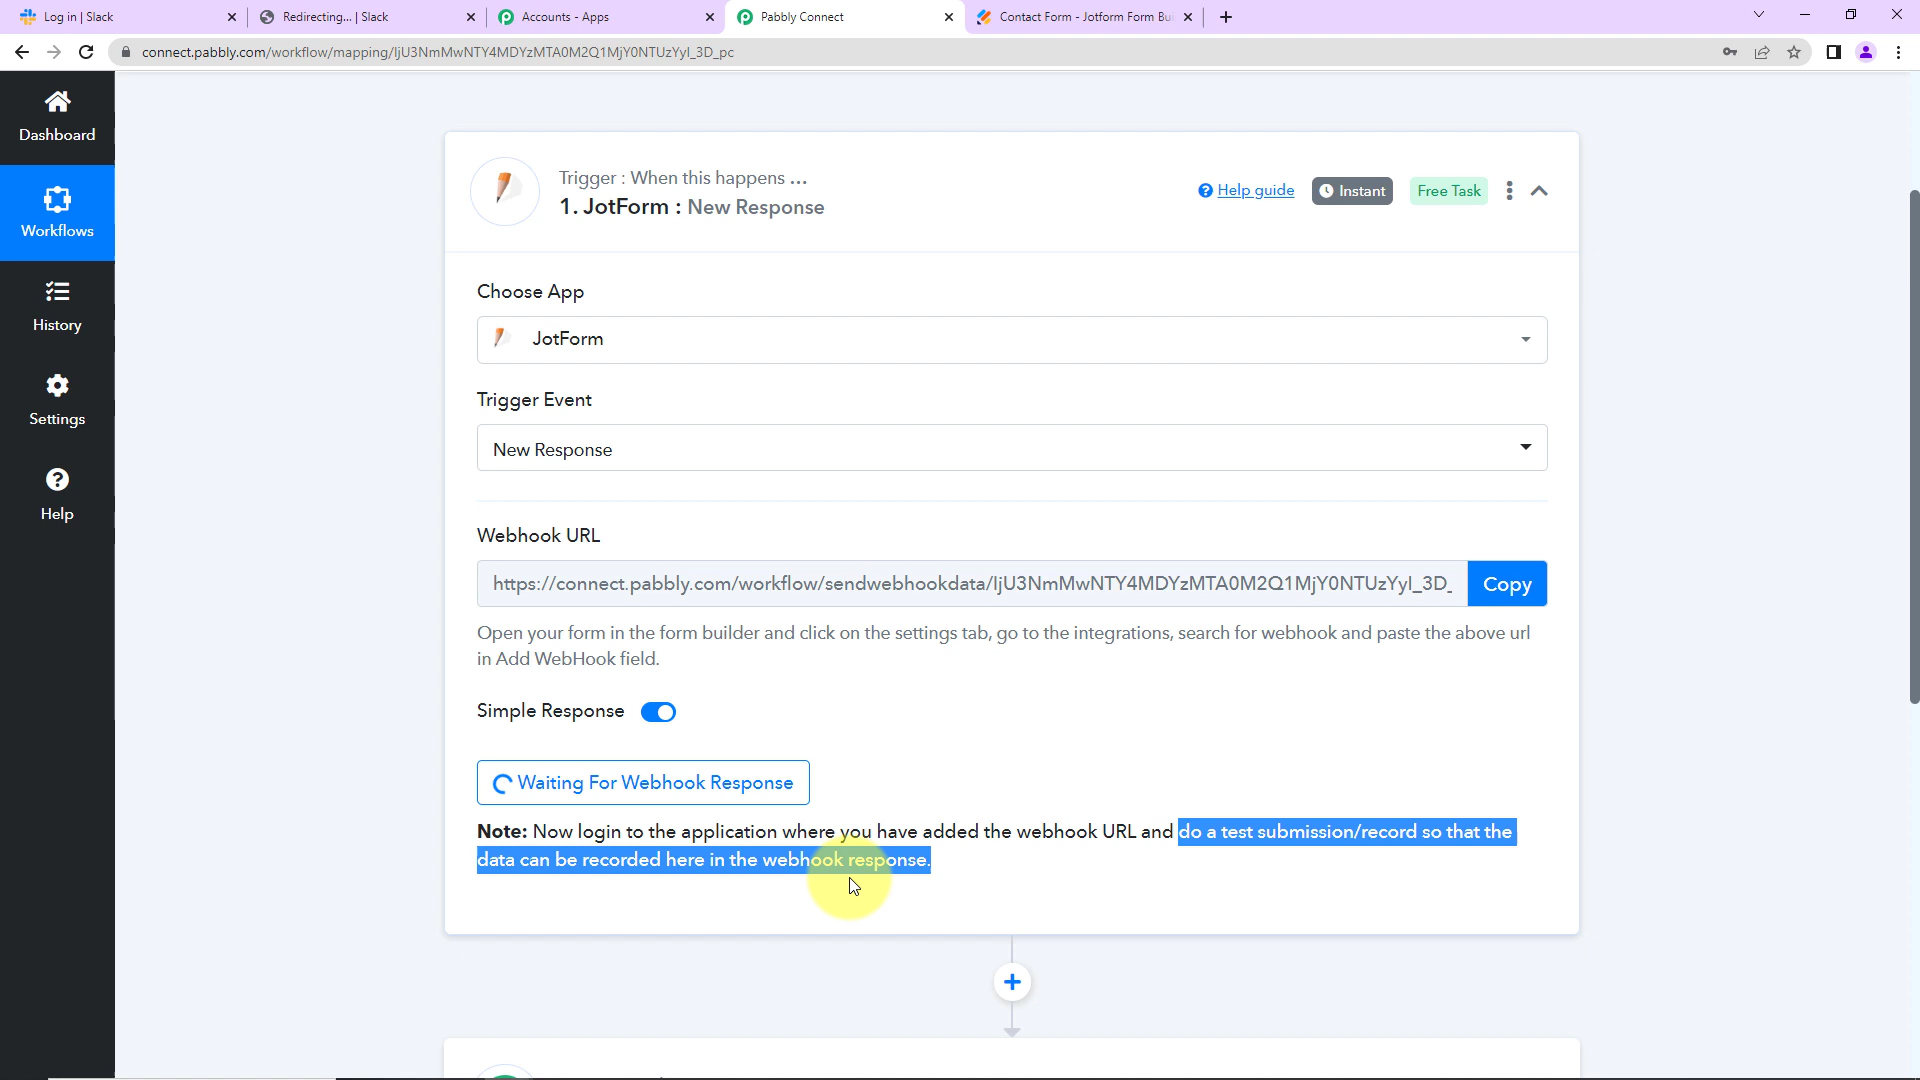 Log in | Slack
Redirecting... | Slack
Accounts - Apps
Pabbly Connect
Contact Form - Jotform Form Bu
connect.pabbly.com/workflow/mapping/IjU3NmMwNTY4MDYzMTA0M2Q1MjY0NTUzYyI_3D_pc
Dashboard
Workflows
History
Settings
Help
Trigger : When this happens ...
1. JotForm : New Response
Help guide
Instant
Free Task
Choose App
JotForm
Trigger Event
New Response
Webhook URL
https://connect.pabbly.com/workflow/sendwebhookdata/IjU3NmMwNTY4MDYzMTA0M2Q1MjY0NTUzYyI_3D_
Copy
Open your form in the form builder and click on the settings tab, go to the integrations, search for webhook and paste the above url
in Add WebHook field.
Simple Response
Waiting For Webhook Response
Note: Now login to the application where you have added the webhook URL and do a test submission/record so that the
data can be recorded here in the webhook response.